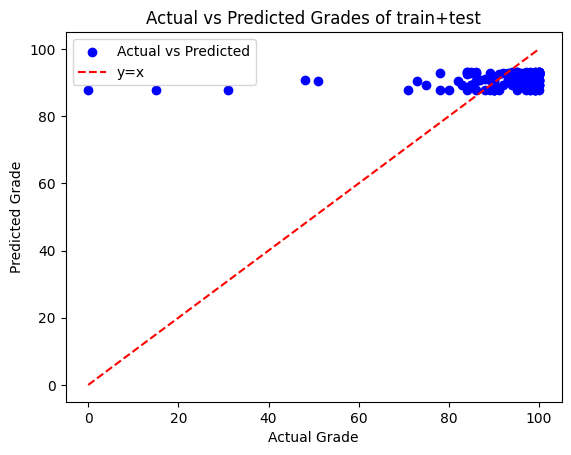 Actual vs Predicted Grades of train+test
Actual vs Predicted
y=x
100
80
60
40
20
0
Predicted Grade
0 20 40 60 80 100
Actual Grade